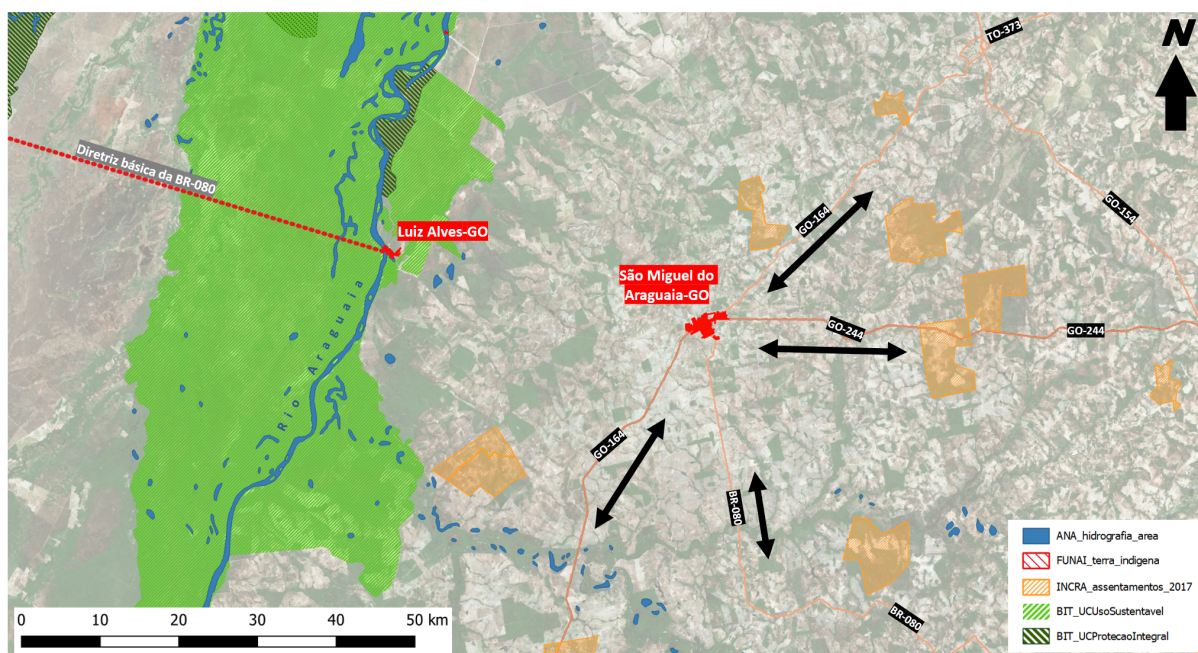 N
TO-373
Diretriz básica da BR-080
Luiz Alves-GO
GO-164
GO-154
São Miguel do
Araguaia-GO
Rio Araguaia
GO-244
GO-244
GO-164
BR-080
BR-080
ANA_hidrografia_area
FUNAI_terra_indigena
INCRA_assentamentos_2017
BIT_UCUsoSustentavel
BIT_UCProtecaoIntegral
0 10 20 30 40 50 km